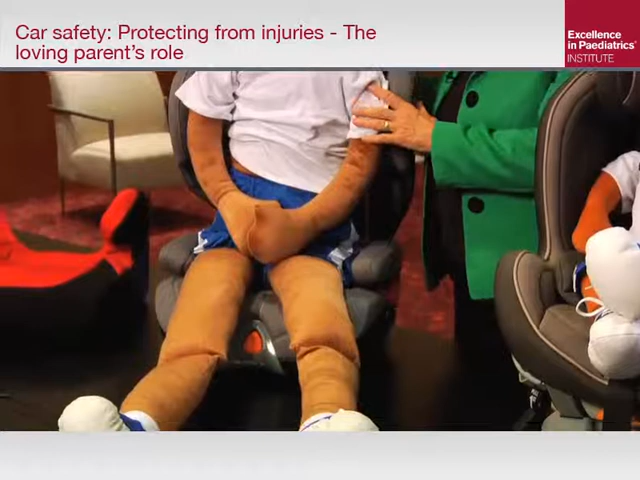 Car safety: Protecting from injuries - The
loving parent's role
Excellence
in Paediatrics
INSTITUTE